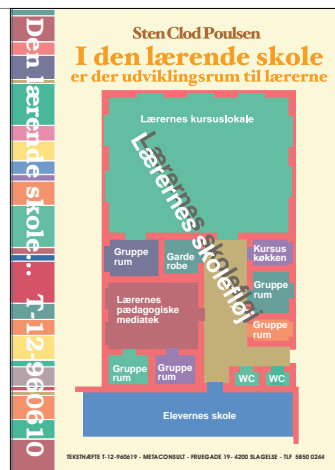 Den lærende skole... T-12-960610
Sten Clod Poulsen
I den lærende skole
er der udviklingsrum til lærerne
Lærernes kursuslokale
Lærernes skolefløj
Gruppe
rum
Garde
robe
Kursus
køkken
Gruppe
rum
Lærernes
pædagogiske
mediatek
Gruppe
rum
Gruppe
rum
Gruppe
rum
WC
WC
Elevernes skole
TEKSTHÆFTE T-12-960619 - METACONSULT - FRUEGADE 19- 4200 SLAGELSE - TLF 5850 0244